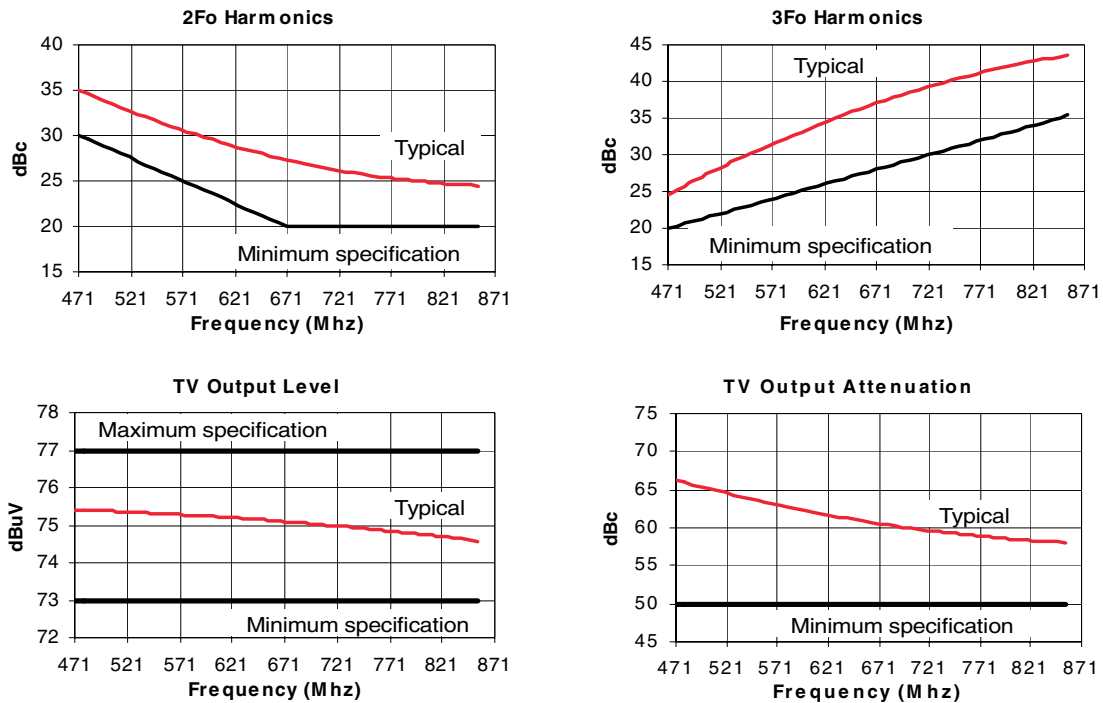 2Fo Harmonics
40
35
30
25
20
15
dBc
Typical
Minimum specification
471 521 571 621 671 721 771 821 871
Frequency (Mhz)
3Fo Harmonics
45
40
35
30
25
20
15
dBc
Typical
Minimum specification
471 521 571 621 671 721 771 821 871
Frequency (Mhz)
TV Output Level
78
77
76
75
74
73
72
dBuV
Maximum specification
Typical
Minimum specification
471 521 571 621 671 721 771 821 871
Frequency (Mhz)
TV Output Attenuation
75
70
65
60
55
50
45
dBc
Typical
Minimum specification
471 521 571 621 671 721 771 821 871
Frequency (Mhz)